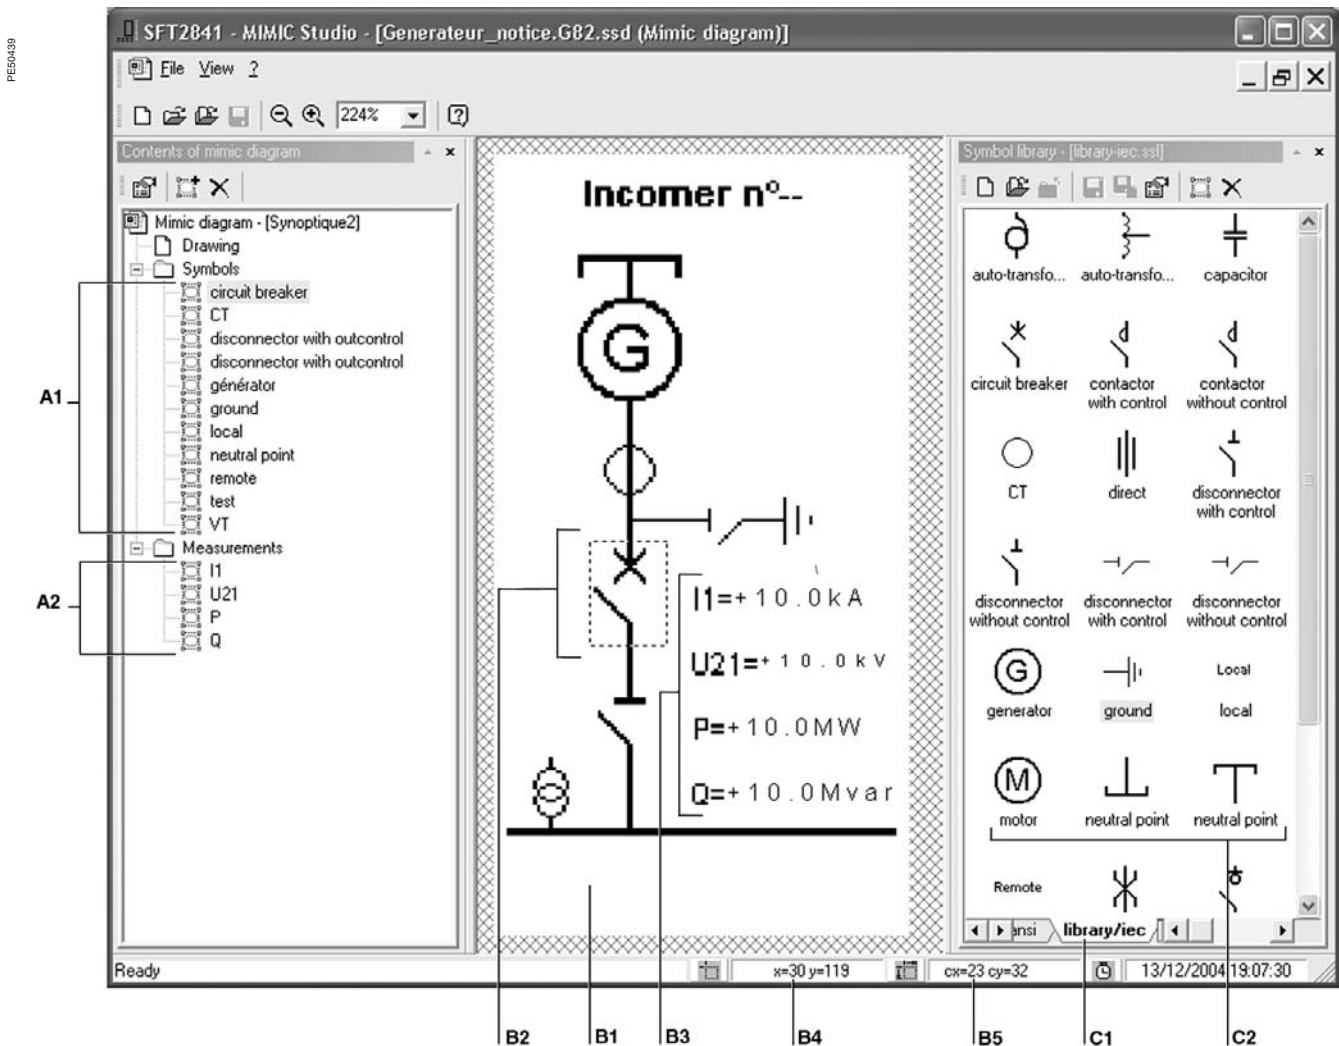 PE50439
SFT2841 - MIMIC Studio - [Generateur_notice.G82.ssd (Mimic diagram)]
File View ?
224%
Contents of mimic diagram
Mimic diagram - [Synoptique2]
Drawing
Symbols
circuit breaker
CT
disconnector with outcontrol
disconnector with outcontrol
générator
ground
local
neutral point
remote
test
VT
Measurements
I1
U21
P
Q
A1
A2
Incomer n°--
G
I1=+10.0kA
U21=+10.0kV
P=+10.0MW
Q=+10.0Mvar
Symbol library - [library-iec.ssl]
auto-transfo... auto-transfo... capacitor
circuit breaker contactor with control contactor without control
CT direct disconnector with control
disconnector without control disconnector with control disconnector without control
G Local
generator ground local
M
motor neutral point neutral point
Remote
ansi library/iec
Ready x=30 y=119 cx=23 cy=32 13/12/2004 19:07:30
B2 B1 B3 B4 B5 C1 C2